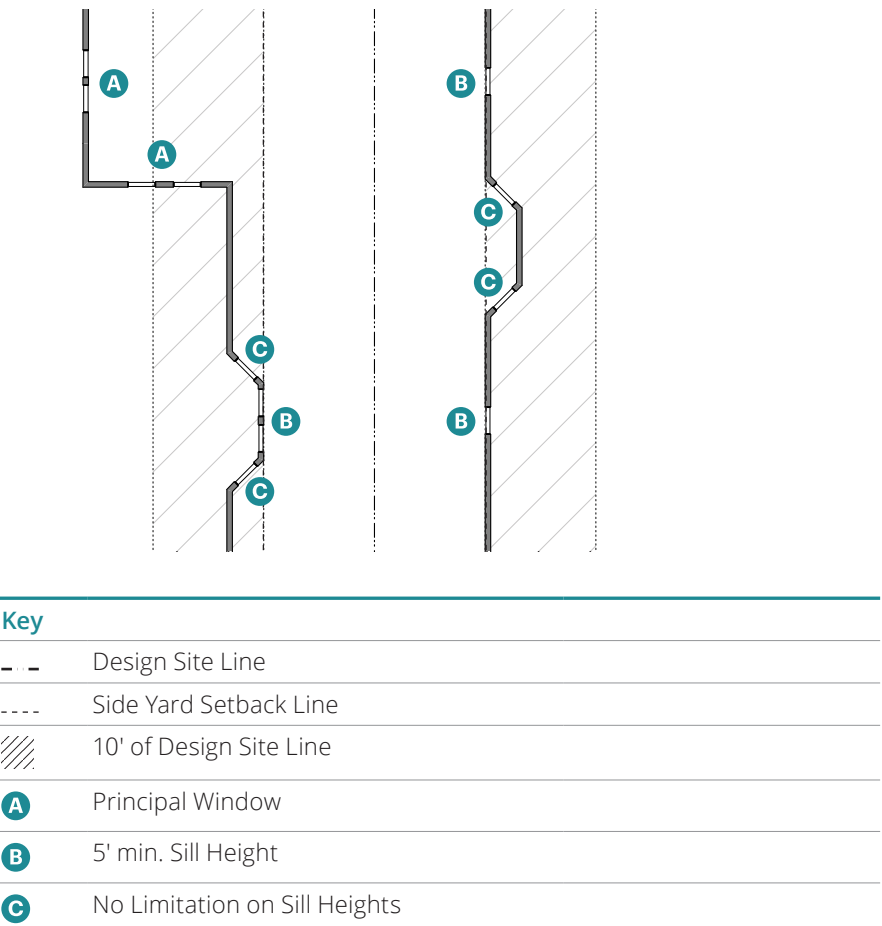 A
B
A
C
C
C
B
B
C
Key
Design Site Line
Side Yard Setback Line
10' of Design Site Line
A Principal Window
B 5' min. Sill Height
C No Limitation on Sill Heights